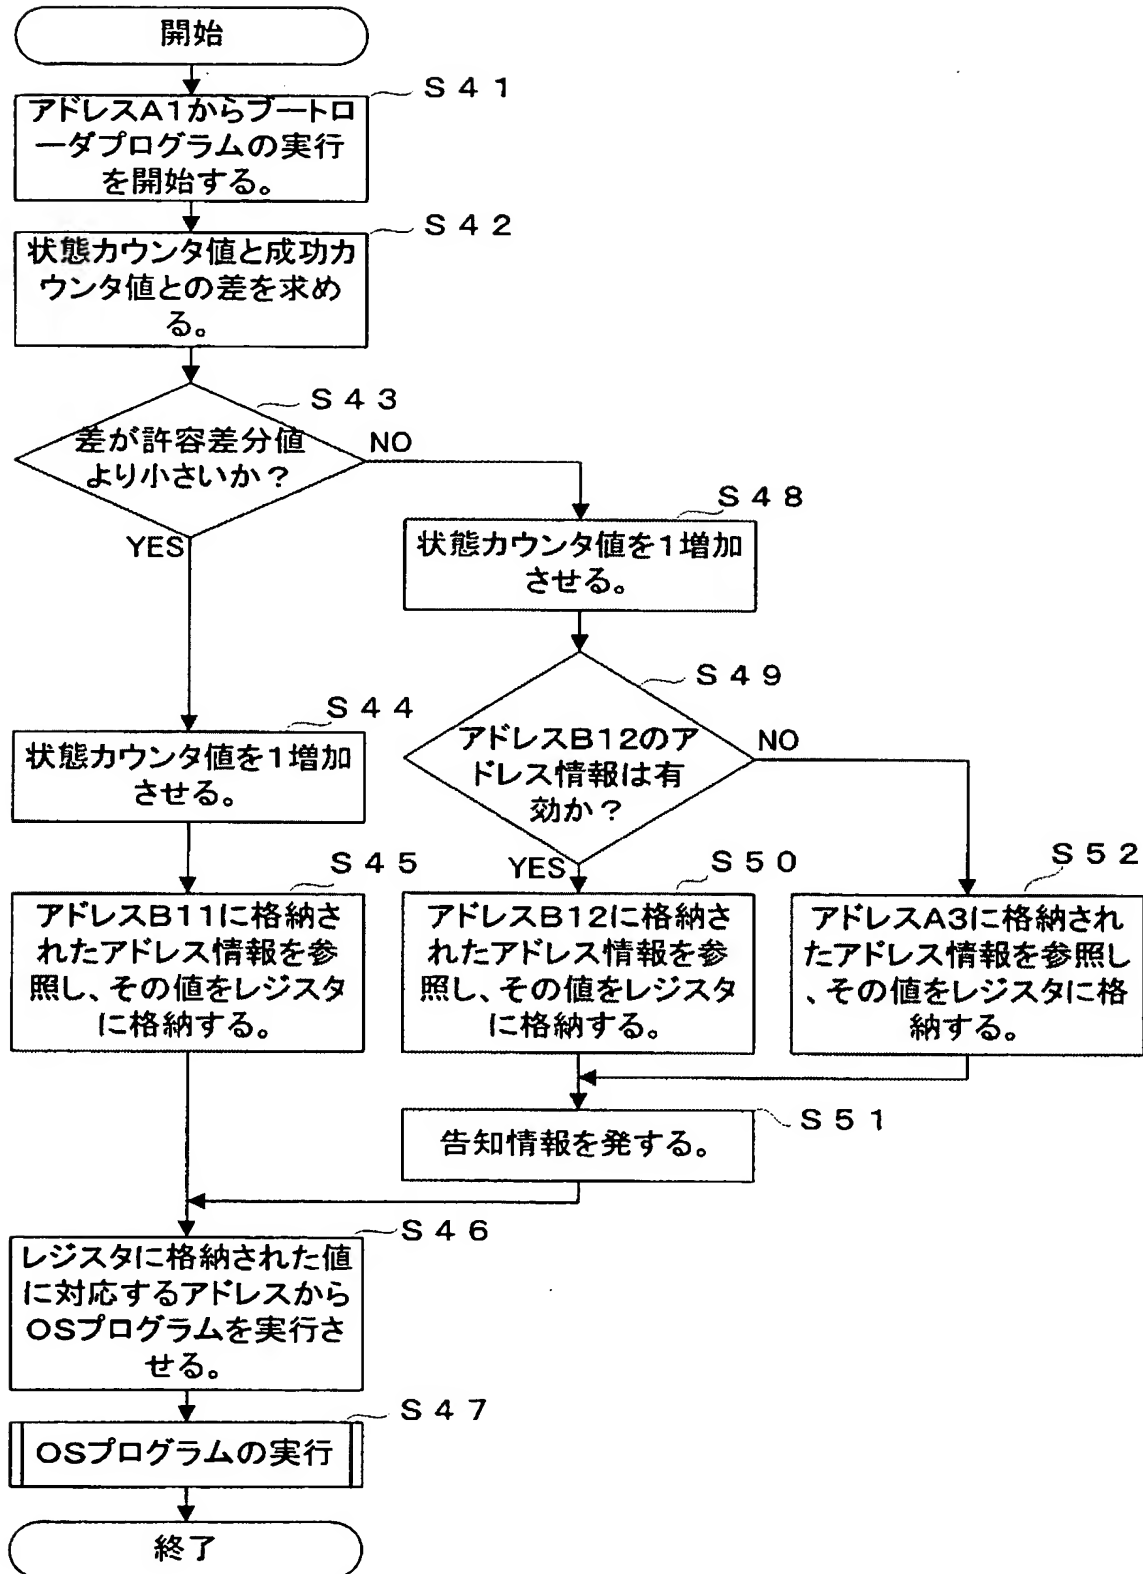 開始
S41
アドレスA1からブートロ
ーダプログラムの実行
を開始する。
S42
状態カウンタ値と成功カ
ウンタ値との差を求め
る。
S43
差が許容差分値
より小さいか？
NO
YES
S48
状態カウンタ値を1増加
させる。
S49
アドレスB12のア
ドレス情報は有
効か？
NO
YES
S44
状態カウンタ値を1増加
させる。
S45
アドレスB11に格納さ
れたアドレス情報を参
照し、その値をレジスタ
に格納する。
S50
アドレスB12に格納さ
れたアドレス情報を参
照し、その値をレジスタ
に格納する。
S52
アドレスA3に格納され
たアドレス情報を参照し
、その値をレジスタに格
納する。
S51
告知情報を発する。
S46
レジスタに格納された値
に対応するアドレスから
OSプログラムを実行さ
せる。
S47
OSプログラムの実行
終了